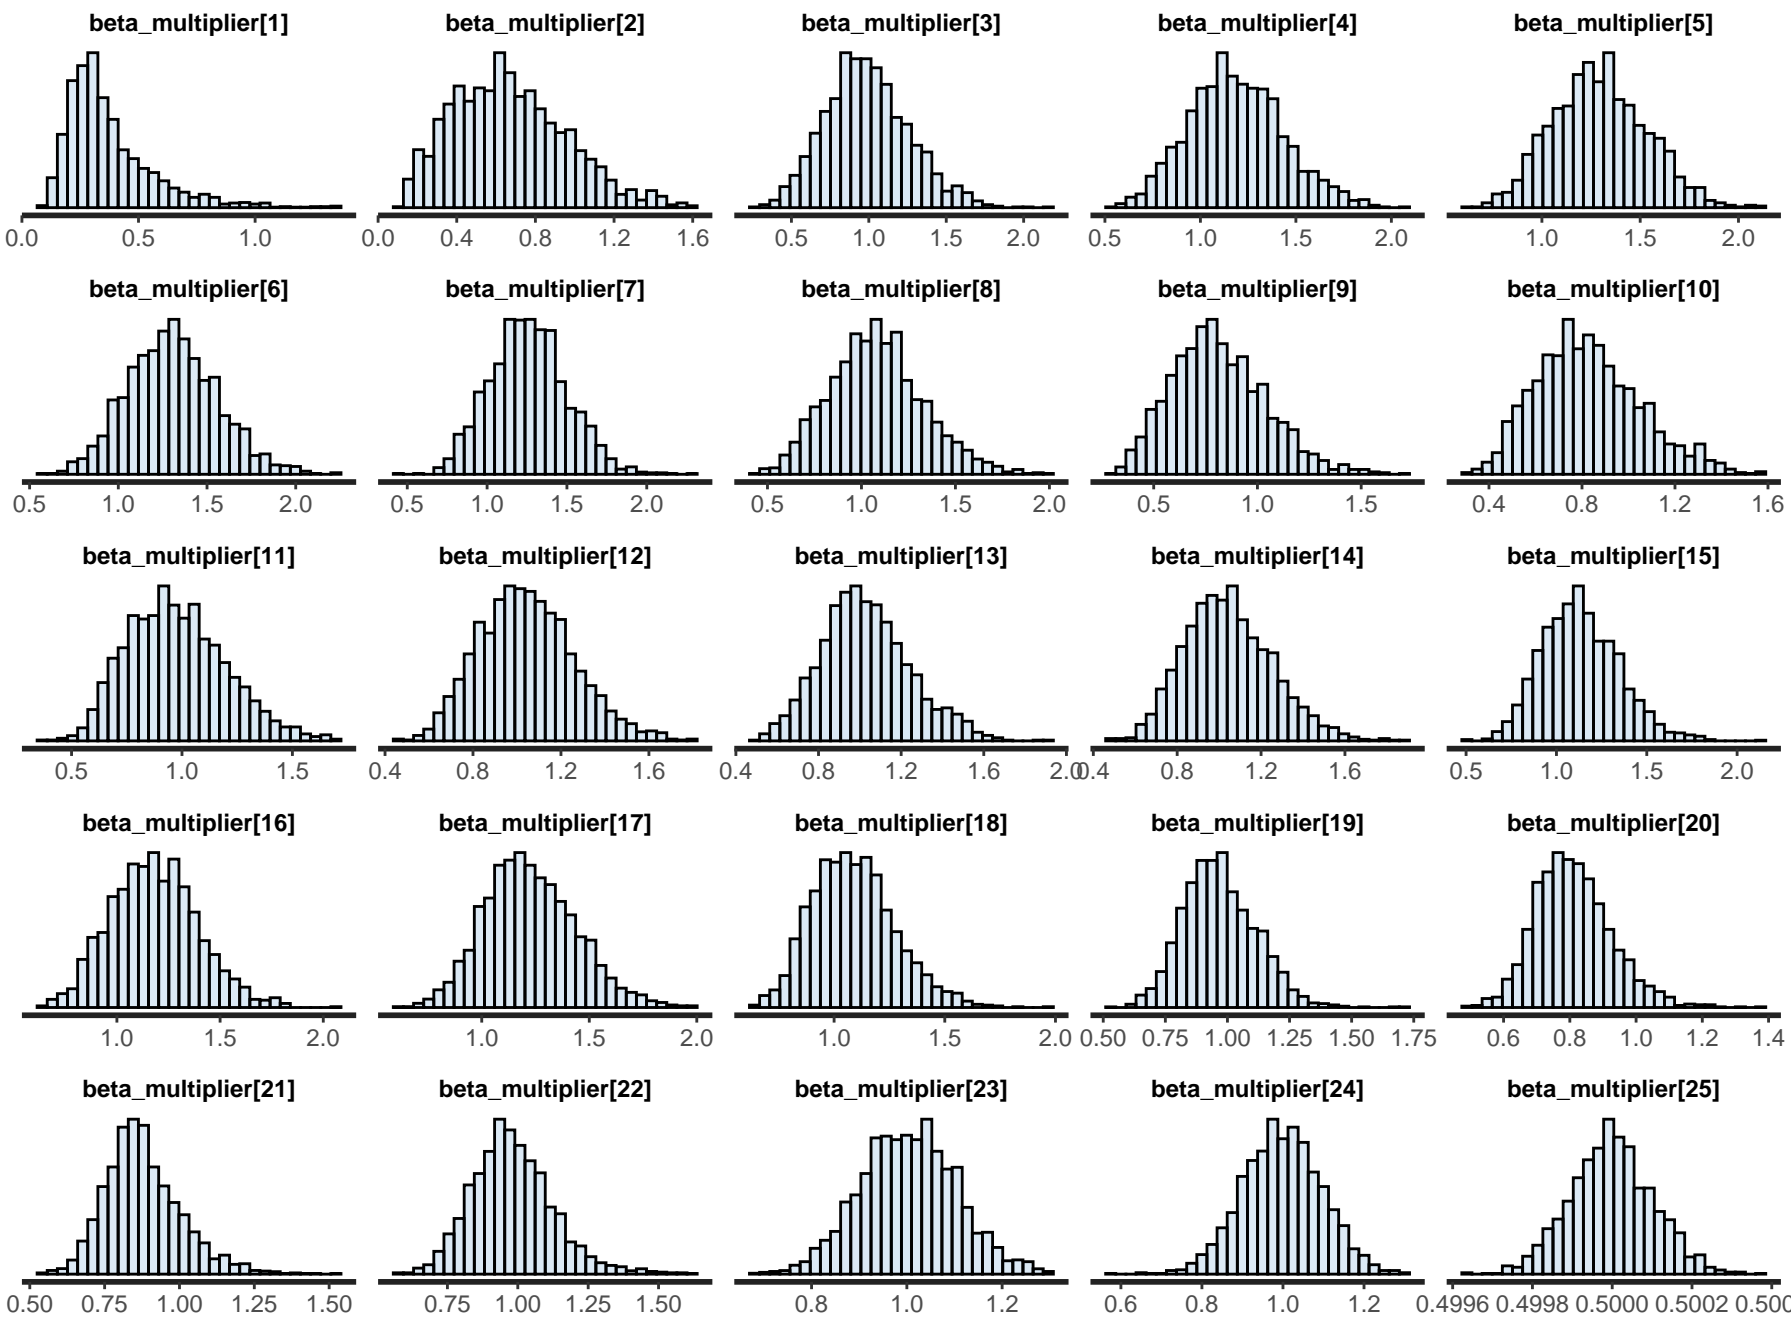 beta_multiplier[1] beta_multiplier[2] beta_multiplier[3] beta_multiplier[4] beta_multiplier[5]
0.0 0.5 1.0 0.0 0.4 0.8 1.2 1.6 0.5 1.0 1.5 2.0 0.5 1.0 1.5 2.0 1.0 1.5 2.0
beta_multiplier[6] beta_multiplier[7] beta_multiplier[8] beta_multiplier[9] beta_multiplier[10]
0.5 1.0 1.5 2.0 0.5 1.0 1.5 2.0 0.5 1.0 1.5 2.0 0.5 1.0 1.5 0.4 0.8 1.2 1.6
beta_multiplier[11] beta_multiplier[12] beta_multiplier[13] beta_multiplier[14] beta_multiplier[15]
0.5 1.0 1.5 0.4 0.8 1.2 1.6 0.4 0.8 1.2 1.6 2.0 0.4 0.8 1.2 1.6 0.5 1.0 1.5 2.0
beta_multiplier[16] beta_multiplier[17] beta_multiplier[18] beta_multiplier[19] beta_multiplier[20]
1.0 1.5 2.0 1.0 1.5 2.0 1.0 1.5 2.0 0.50 0.75 1.00 1.25 1.50 1.75 0.6 0.8 1.0 1.2 1.4
beta_multiplier[21] beta_multiplier[22] beta_multiplier[23] beta_multiplier[24] beta_multiplier[25]
0.50 0.75 1.00 1.25 1.50 0.75 1.00 1.25 1.50 0.8 1.0 1.2 0.6 0.8 1.0 1.2 0.4996 0.4998 0.5000 0.5002 0.500